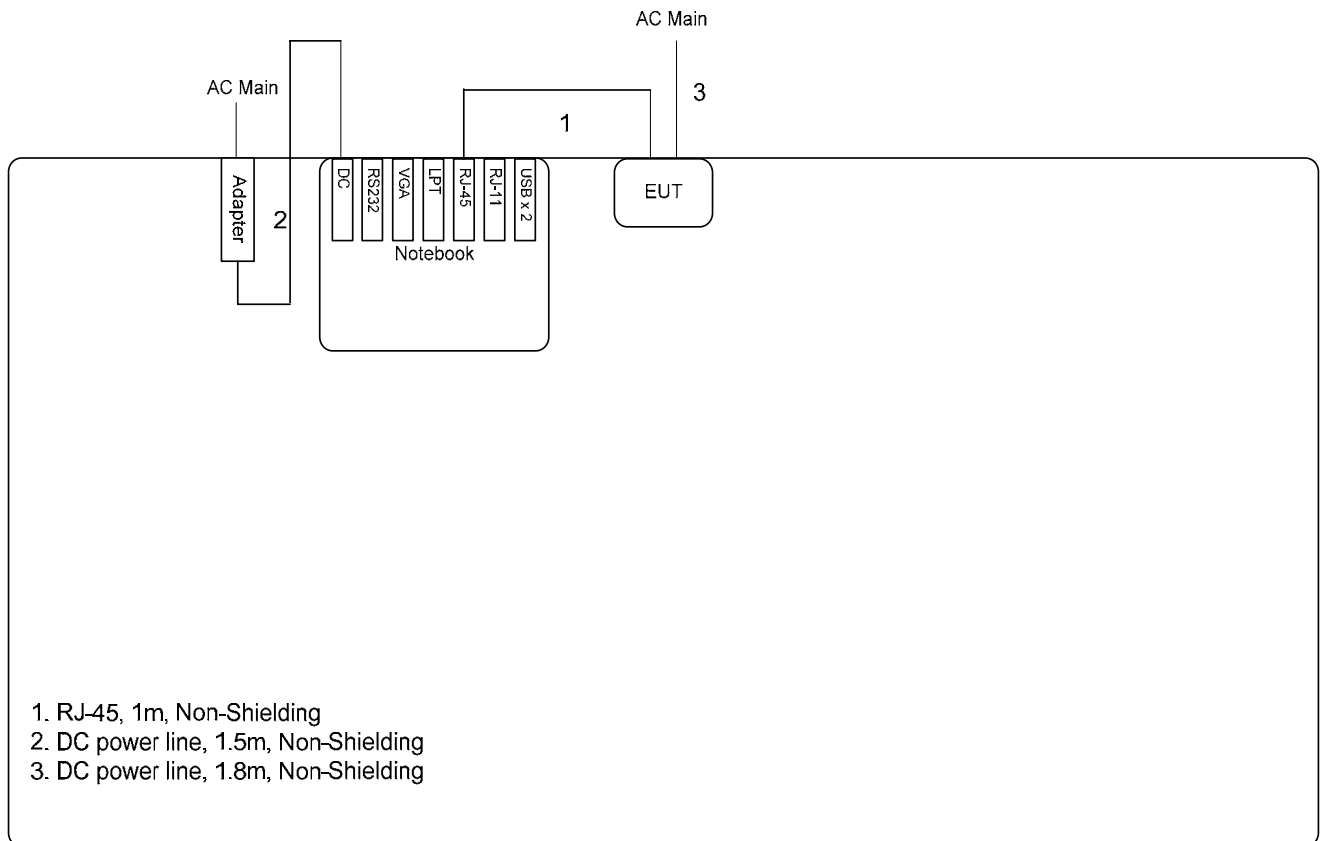 AC Main
AC Main
3
1
2
Adapter
DC
RS232
VGA
LPT
RJ-45
RJ-11
USB x 2
EUT
Notebook
1. RJ-45, 1m, Non-Shielding
2. DC power line, 1.5m, Non-Shielding
3. DC power line, 1.8m, Non-Shielding